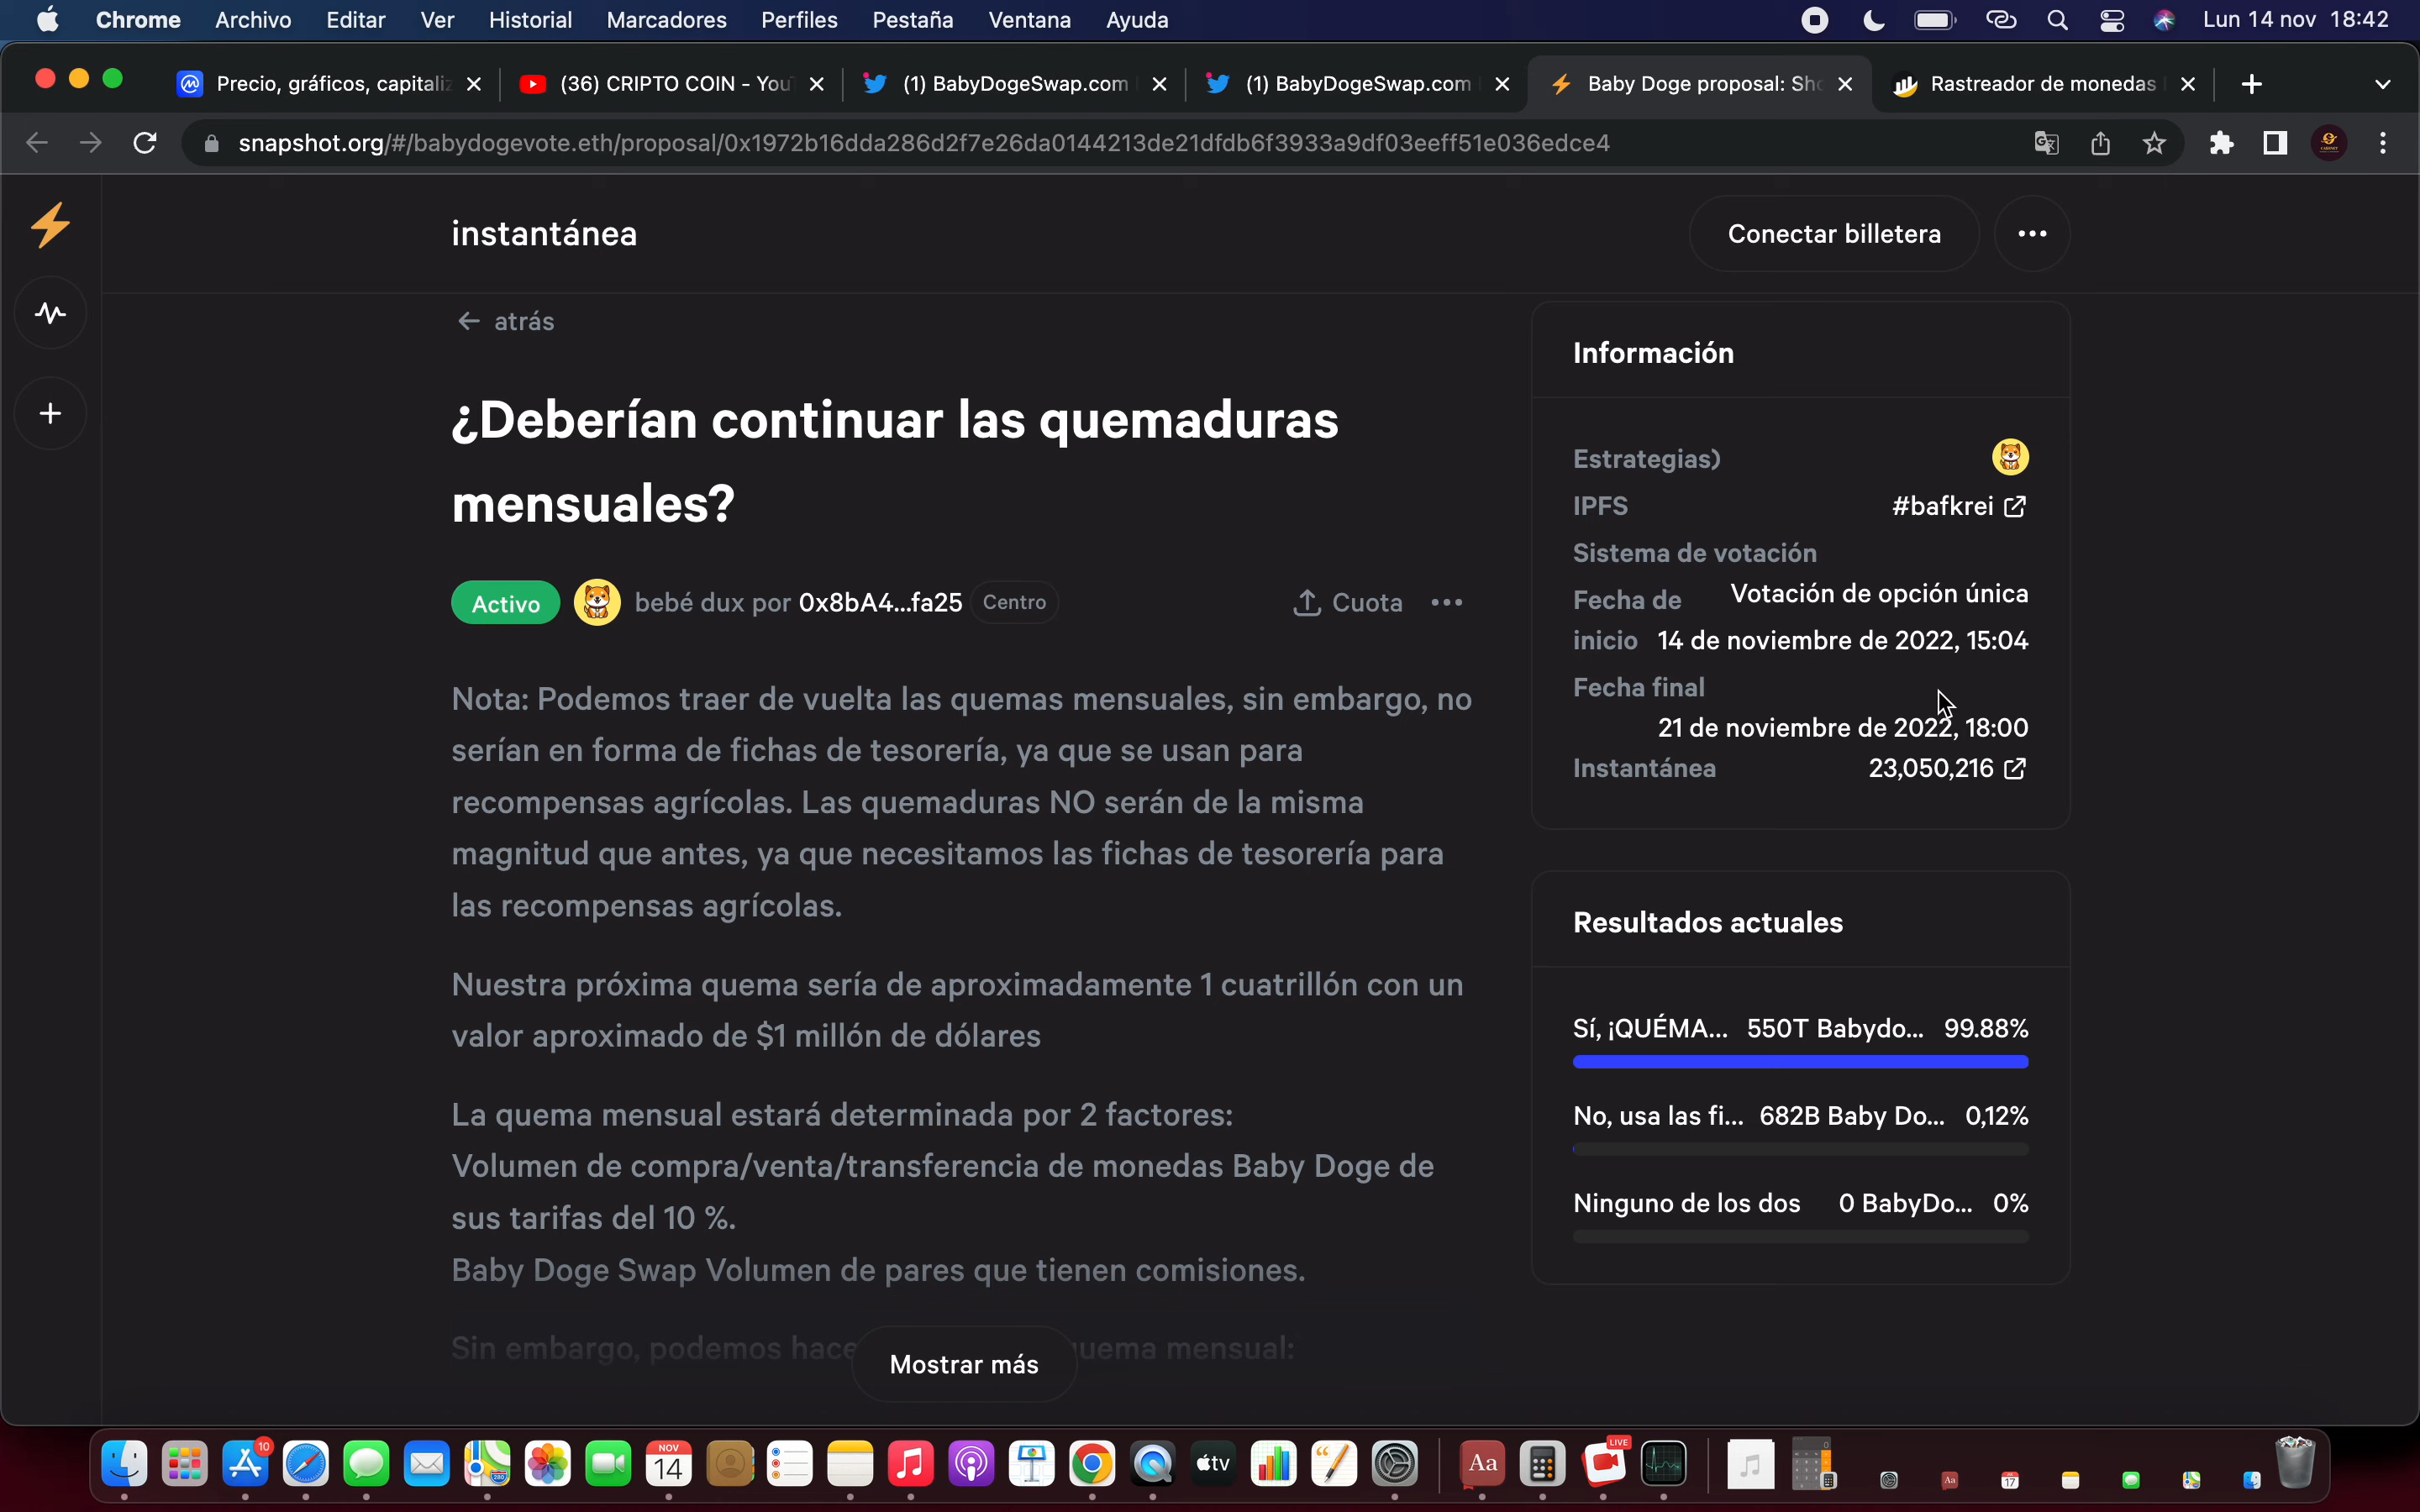 Chrome Archivo Editar Ver Historial Marcadores Perfiles Pestaña Ventana Ayuda Lun 14 nov 18:42
Precio, gráficos, capitaliz (36) CRIPTO COIN - You (1) BabyDogeSwap.com (1) BabyDogeSwap.com Baby Doge proposal: Sho Rastreador de monedas
snapshot.org/#/babydogevote.eth/proposal/0x1972b16dda286d2f7e26da0144213de21dfdb6f3933a9df03eeff51e036edce4
instantánea
Conectar billetera
← atrás
¿Deberían continuar las quemaduras
mensuales?
Activo bebé dux por 0x8bA4...fa25 Centro Cuota
Nota: Podemos traer de vuelta las quemas mensuales, sin embargo, no
serían en forma de fichas de tesorería, ya que se usan para
recompensas agrícolas. Las quemaduras NO serán de la misma
magnitud que antes, ya que necesitamos las fichas de tesorería para
las recompensas agrícolas.
Nuestra próxima quema sería de aproximadamente 1 cuatrillón con un
valor aproximado de $1 millón de dólares
La quema mensual estará determinada por 2 factores:
Volumen de compra/venta/transferencia de monedas Baby Doge de
sus tarifas del 10 %.
Baby Doge Swap Volumen de pares que tienen comisiones.
Sin embargo, podemos hace uema mensual:
Mostrar más
Información
Estrategias)
IPFS #bafkrei
Sistema de votación
Votación de opción única
Fecha de
inicio 14 de noviembre de 2022, 15:04
Fecha final
21 de noviembre de 2022, 18:00
Instantánea 23,050,216
Resultados actuales
Sí, ¡QUÉMA... 550T Babydo... 99.88%
No, usa las fi... 682B Baby Do... 0,12%
Ninguno de los dos 0 BabyDo... 0%
10
280
NOV
14
tv
Aa
LIVE
Aa
17